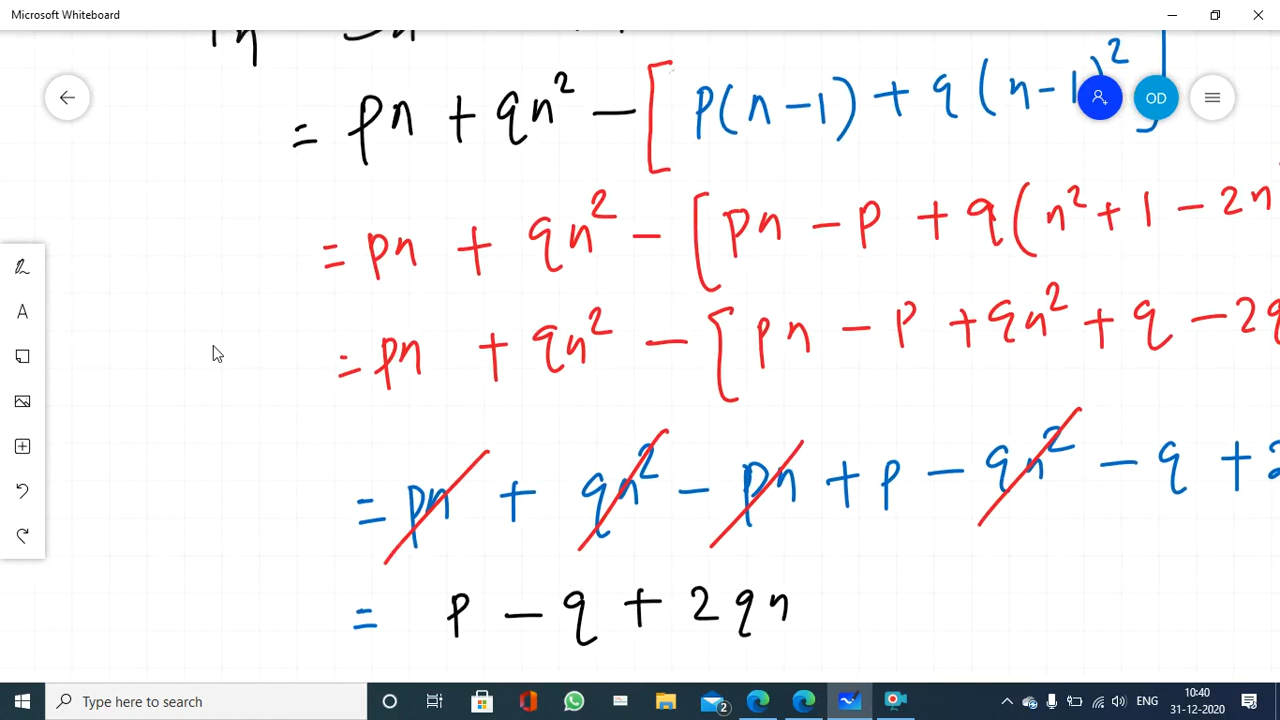 Microsoft Whiteboard
= pn + qn² - [ p(n-1) + q(n-1)² ]
OD
= pn + qn² - [pn - p + q(n² + 1 - 2n
= pn + qn² - [pn - p + qn² + q - 2q
= pn + qn² - pn + p - qn² - q + 2
= p - q + 2qn
Type here to search
2
ENG
10:40
31-12-2020